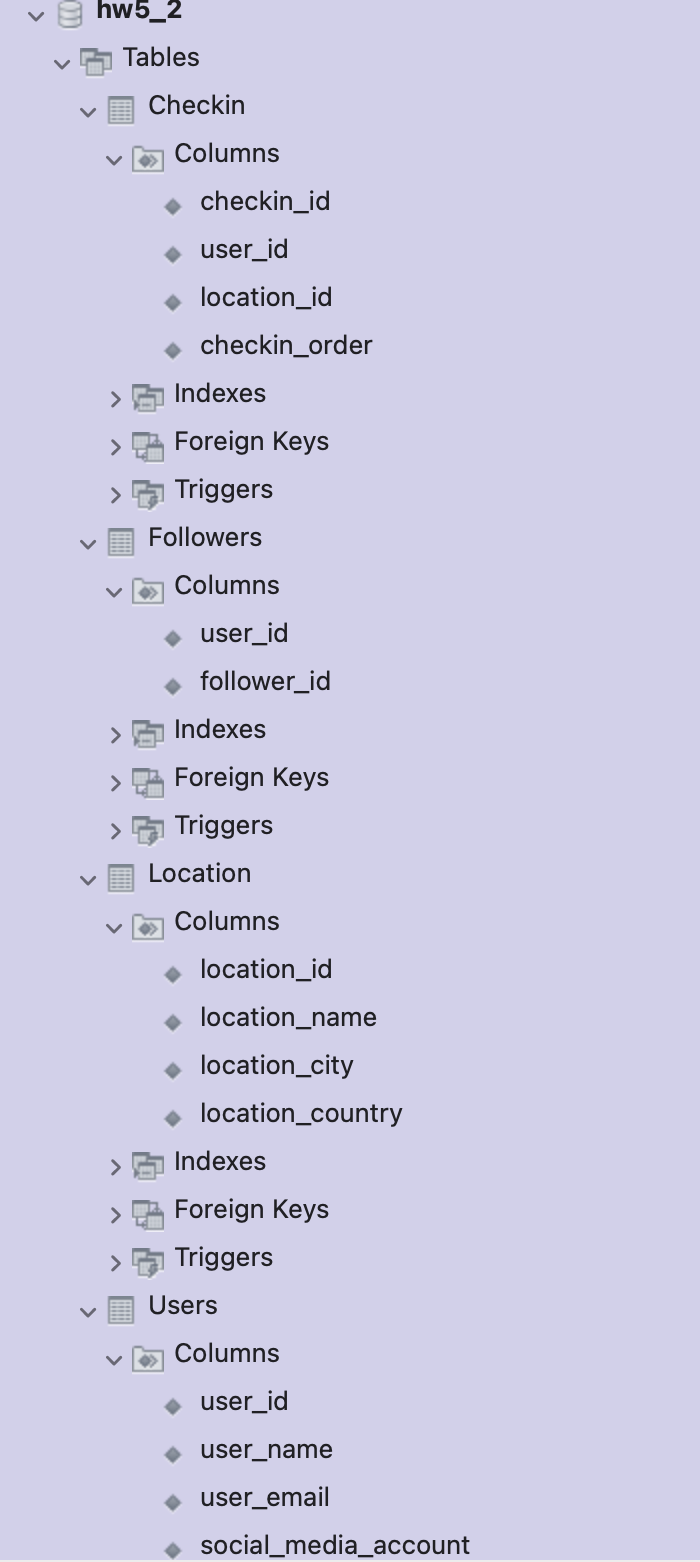 hw5_2
Tables
Checkin
Columns
checkin_id
user_id
location_id
checkin_order
Indexes
Foreign Keys
Triggers
Followers
Columns
user_id
follower_id
Indexes
Foreign Keys
Triggers
Location
Columns
location_id
location_name
location_city
location_country
Indexes
Foreign Keys
Triggers
Users
Columns
user_id
user_name
user_email
social_media_account